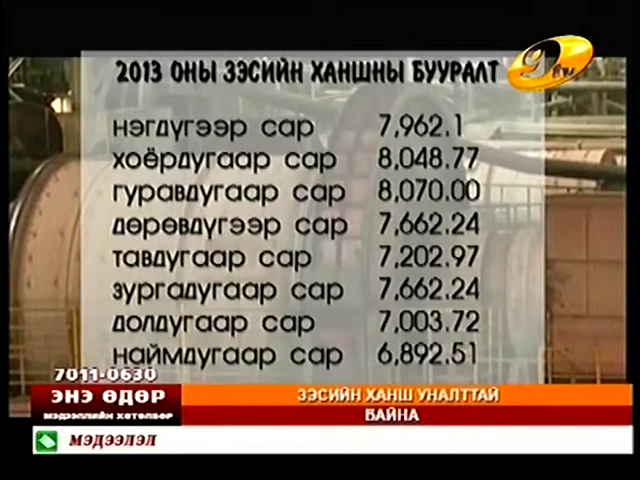 2013 ОНЫ ЗЭСИЙН ХАНШНЫ БУУРАЛТ
9 tv
нэгдүгээр сар 7,962.1
хоёрдугаар сар 8,048.77
гуравдугаар сар 8,070.00
дөрөвдүгээр сар 7,662.24
тавдугаар сар 7,202.97
зургадугаар сар 7,662.24
долдугаар сар 7,003.72
наймдугаар сар 6,892.51
7011-0630
ЭНЭ ӨДӨР
МЭДЭЭЛЛИЙН ХӨТӨЛБӨР
ЗЭСИЙН ХАНШ УНАЛТТАЙ
БАЙНА
МЭДЭЭЛЭЛ